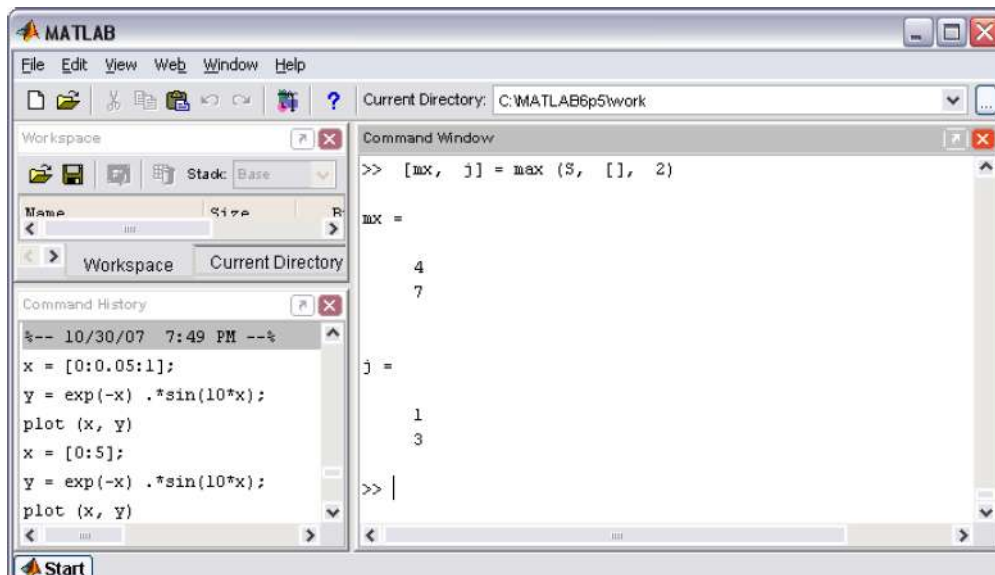 MATLAB
File Edit View Web Window Help
? Current Directory: C:\MATLAB6p5\work ...
Workspace
Stack: Base
Name Size
Workspace Current Directory
Command History
%-- 10/30/07 7:49 PM --%
x = [0:0.05:1];
y = exp(-x) .*sin(10*x);
plot (x, y)
x = [0:5];
y = exp(-x) .*sin(10*x);
plot (x, y)
Command Window
>> [mx, j] = max (S, [], 2)
mx =
4
7
j =
1
3
>>
Start